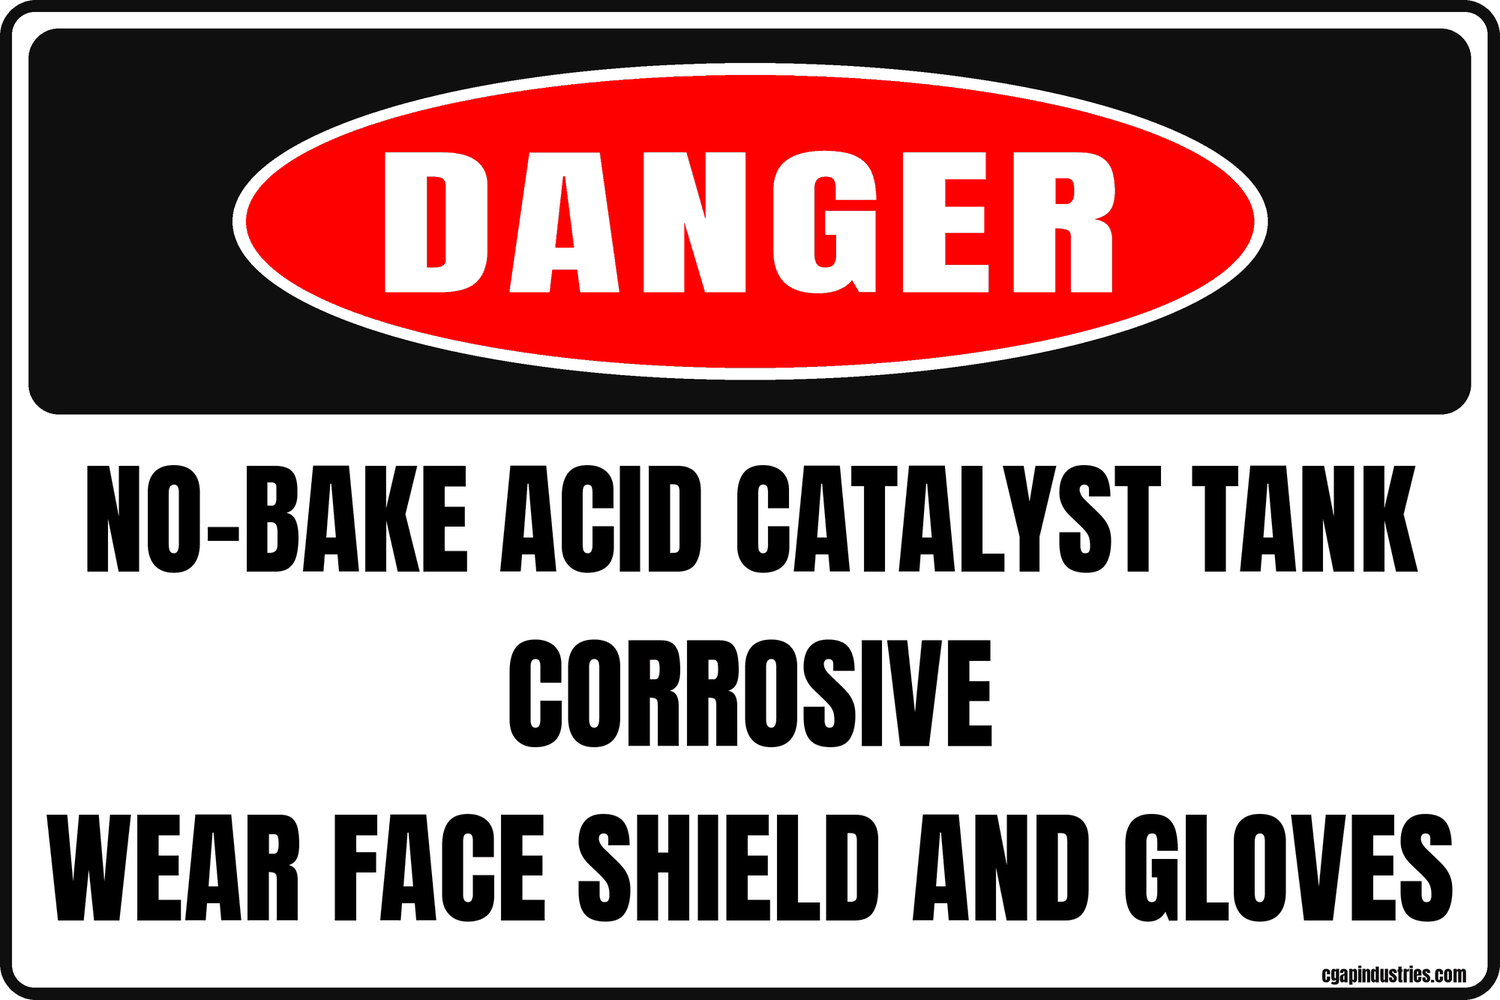 DANGER
NO-BAKE ACID CATALYST TANK
CORROSIVE
WEAR FACE SHIELD AND GLOVES
cgapindustries.com